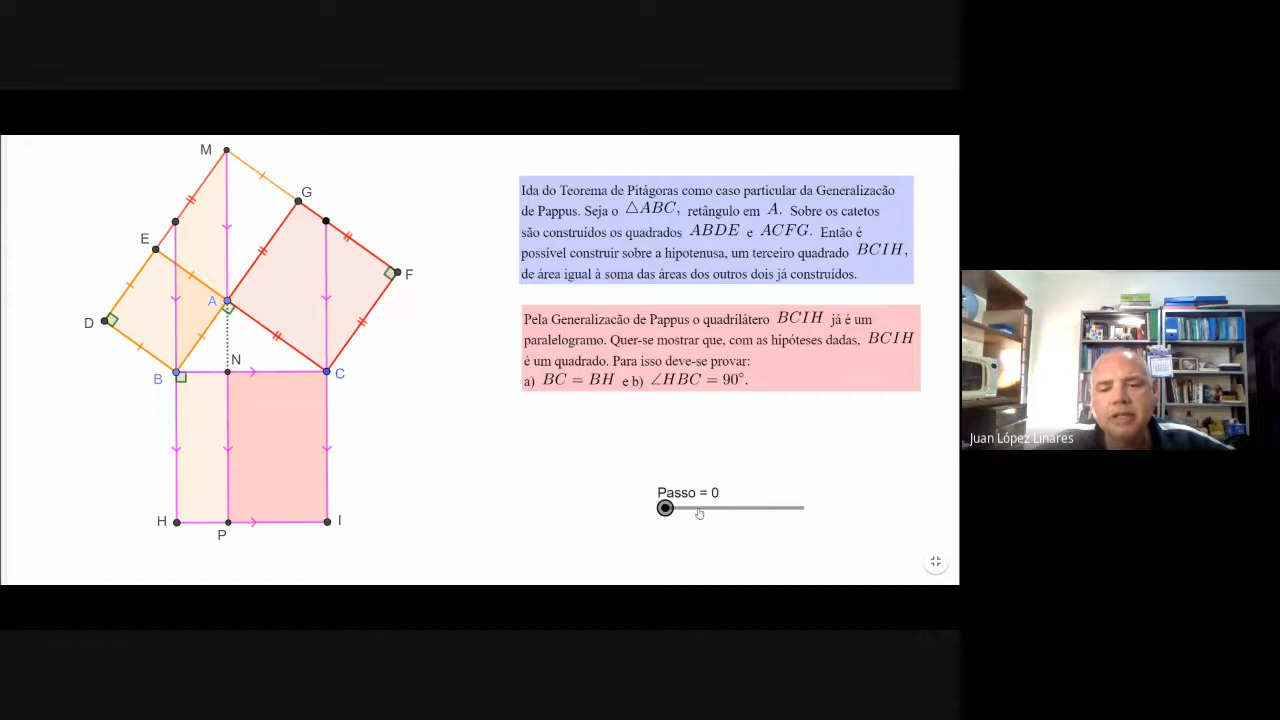 M
G
E
F
A
D
N
B
C
H
I
P
Ida do Teorema de Pitágoras como caso particular da Generalizacão
de Pappus. Seja o △ABC, retângulo em A. Sobre os catetos
são construídos os quadrados ABDE e ACFG. Então é
possível construir sobre a hipotenusa, um terceiro quadrado BCIH,
de área igual à soma das áreas dos outros dois já construídos.
Pela Generalizacão de Pappus o quadrilátero BCIH já é um
paralelogramo. Quer-se mostrar que, com as hipóteses dadas, BCIH
é um quadrado. Para isso deve-se provar:
a) BC = BH e b) ∠HBC = 90°.
Passo = 0
Juan López Linares